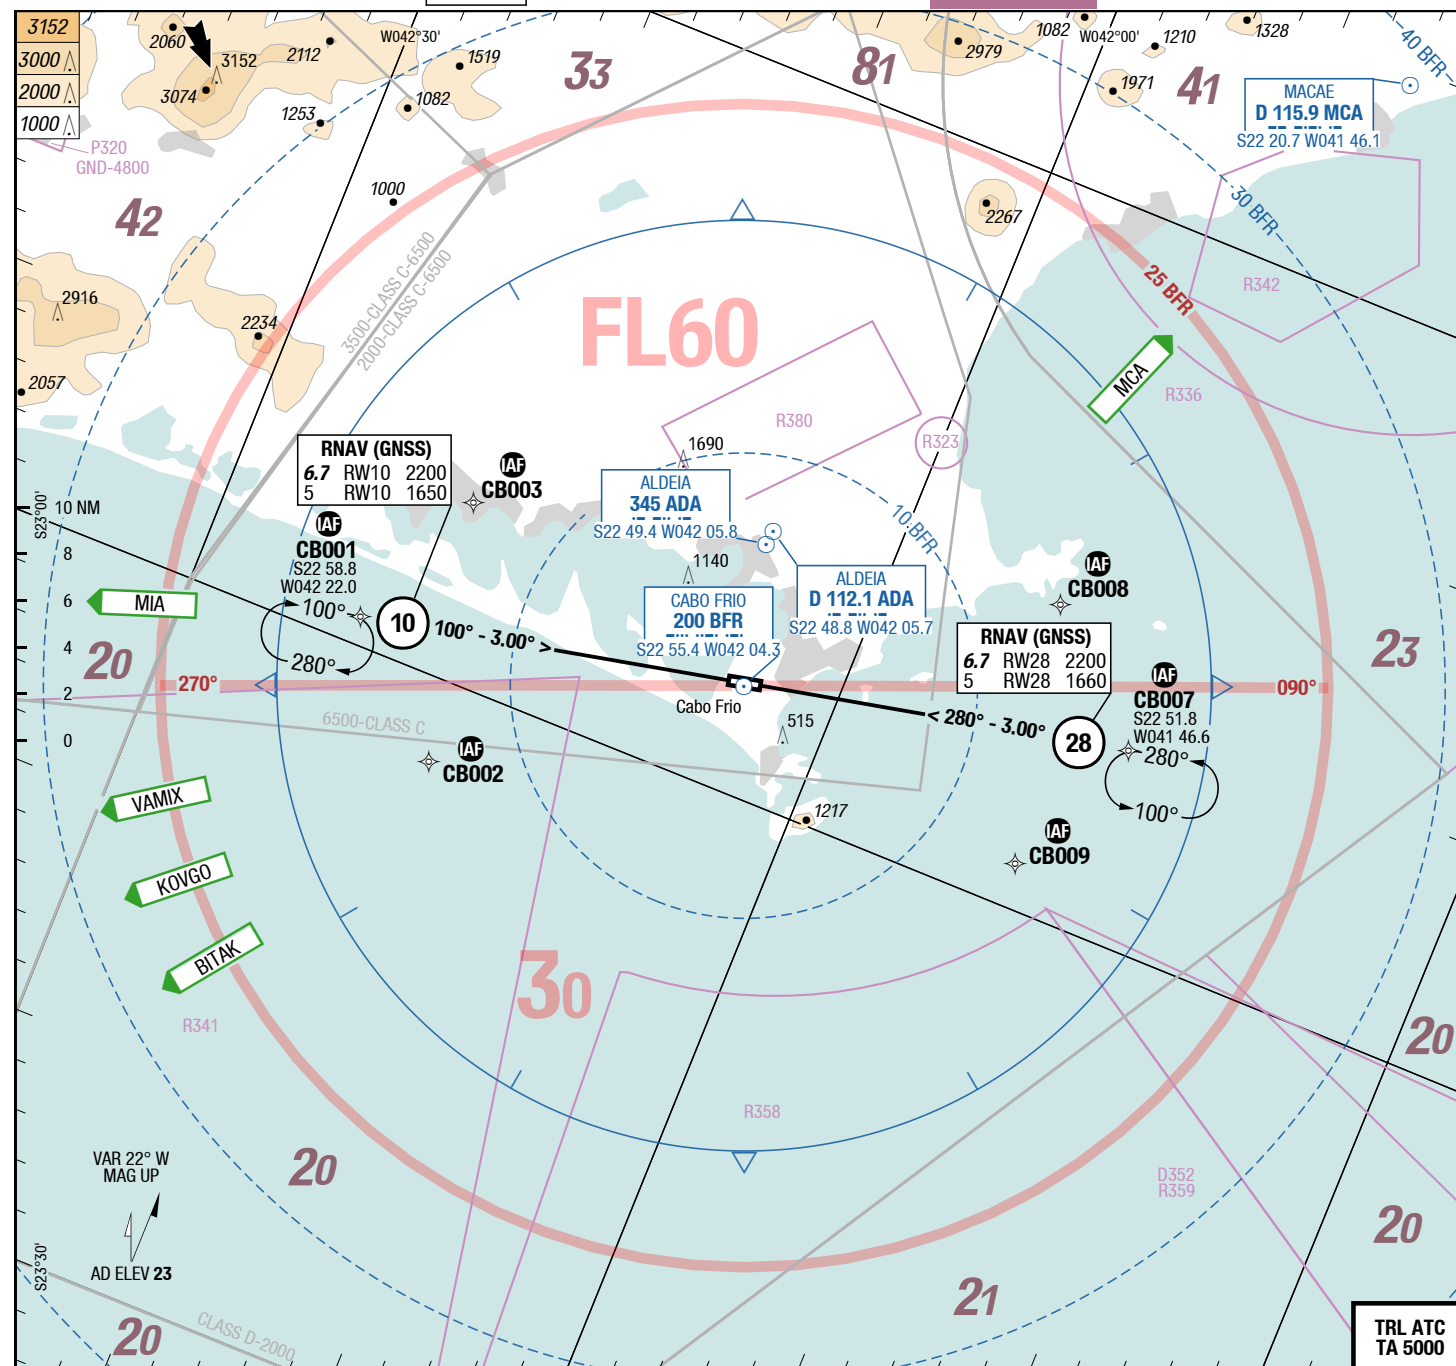 3152
3000
2000
1000
2060
3152
3074
2112
1253
W042°30'
1519
1082
33
81
2979
1082
W042°00'
1210
1328
1971
41
40 BFR
MACAE
D 115.9 MCA
S22 20.7 W041 46.1
P320
GND-4800
42
1000
2267
30 BFR
R342
25 BFR
3500-CLASS C-6500
2000-CLASS C-6500
2916
2234
2057
FL60
MCA
R336
R380
R323
1690
RNAV (GNSS)
6.7 RW10 2200
5 RW10 1650
IAF
CB003
ALDEIA
345 ADA
S22 49.4 W042 05.8
10 BFR
S23°00'
10 NM
8
6
4
2
0
IAF
CB001
S22 58.8
W042 22.0
100°
280°
10
100° - 3.00° >
MIA
1140
CABO FRIO
200 BFR
S22 55.4 W042 04.3
ALDEIA
D 112.1 ADA
S22 48.8 W042 05.7
IAF
CB008
RNAV (GNSS)
6.7 RW28 2200
5 RW28 1660
20
270°
23
090°
IAF
CB007
S22 51.8
W041 46.6
280°
100°
Cabo Frio
< 280° - 3.00°
28
6500-CLASS C
515
IAF
CB002
1217
IAF
CB009
VAMIX
KOVGO
BITAK
R341
30
R358
20
D352
R359
20
20
VAR 22° W
MAG UP
AD ELEV 23
S23°30'
CLASS D-2000
20
21
TRL ATC
TA 5000